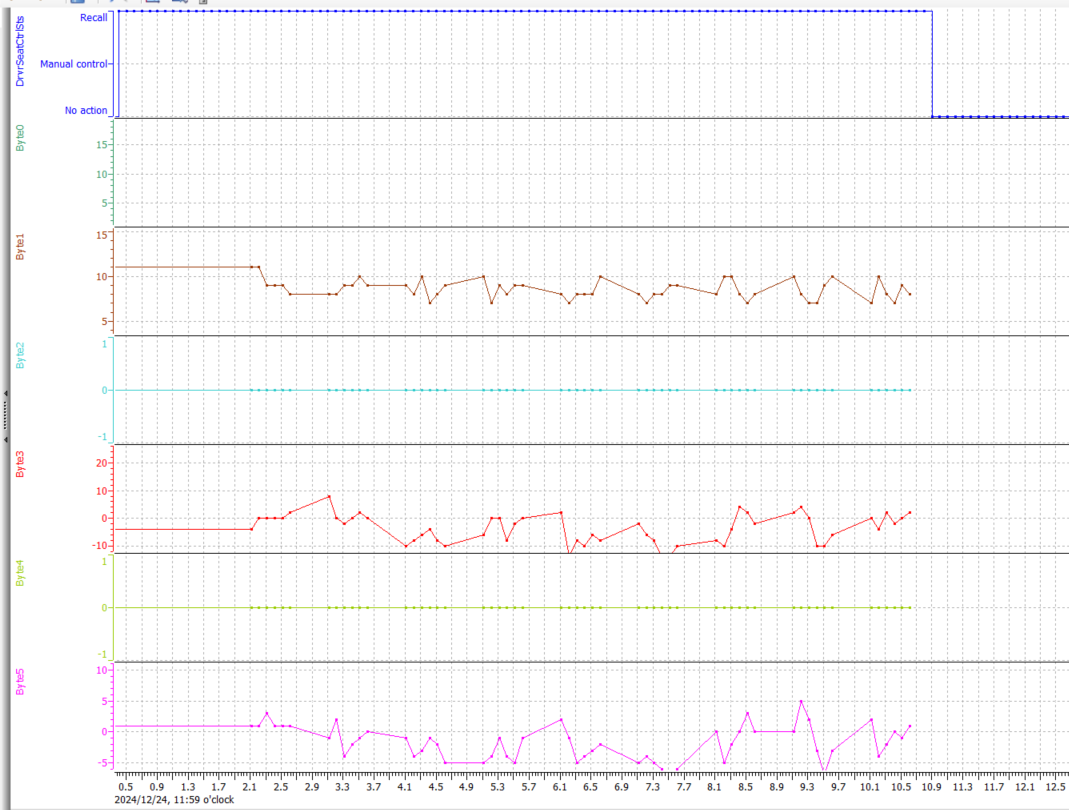 DrvrSeatCtrlSts
Recall
Manual control
No action
Byte0
15
10
5
Byte1
15
10
5
Byte2
1
0
-1
Byte3
20
10
0
-10
Byte4
1
0
-1
Byte5
10
5
0
-5
0.5 0.9 1.3 1.7 2.1 2.5 2.9 3.3 3.7 4.1 4.5 4.9 5.3 5.7 6.1 6.5 6.9 7.3 7.7 8.1 8.5 8.9 9.3 9.7 10.1 10.5 10.9 11.3 11.7 12.1 12.5
2024/12/24, 11:59 o'clock